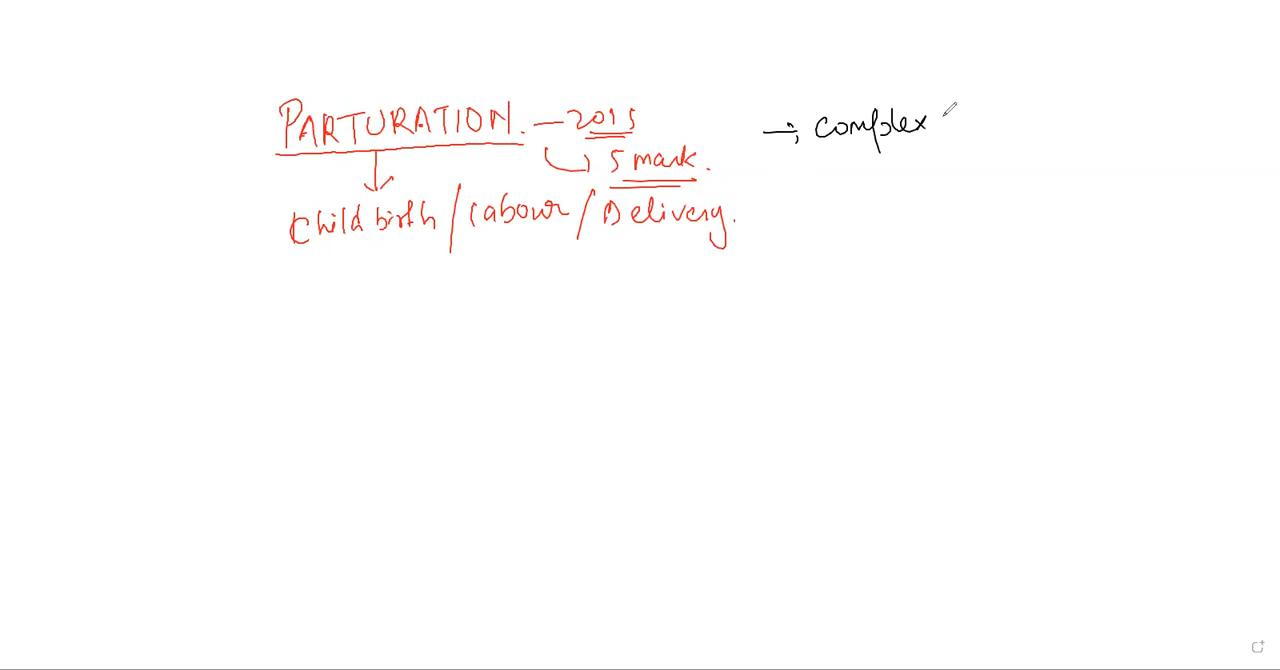 PARTURATION. — 2015
5 mark.
Child birth / Labour / Delivery.
→ complex